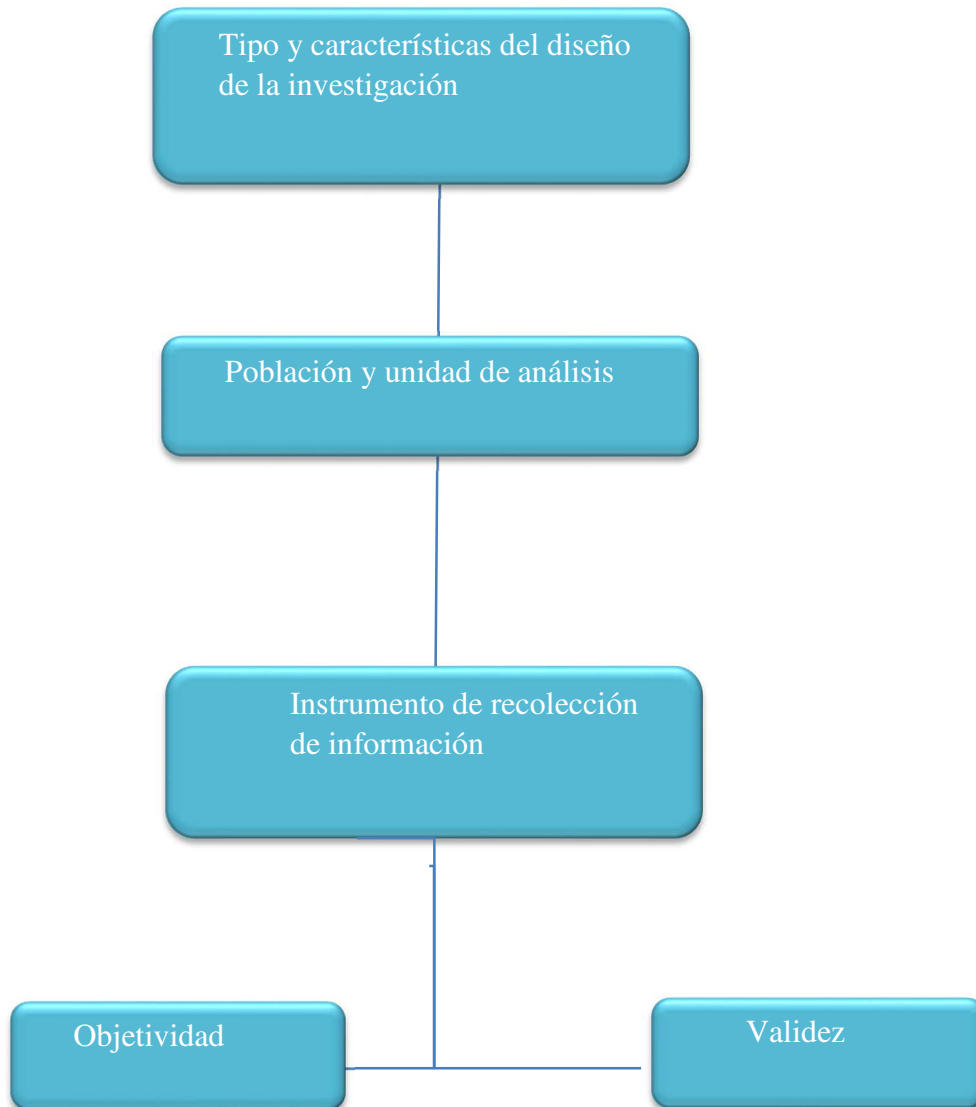 Tipo y características del diseño
de la investigación
Población y unidad de análisis
Instrumento de recolección
de información
Objetividad
Validez